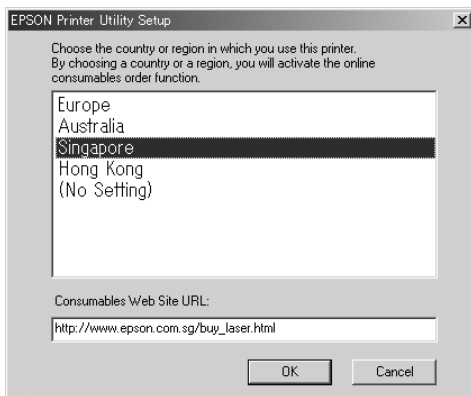 EPSON Printer Utility Setup
Choose the country or region in which you use this printer.
By choosing a country or a region, you will activate the online
consumables order function.
Europe
Australia
Singapore
Hong Kong
(No Setting)
Consumables Web Site URL:
http://www.epson.com.sg/buy_laser.html
OK
Cancel